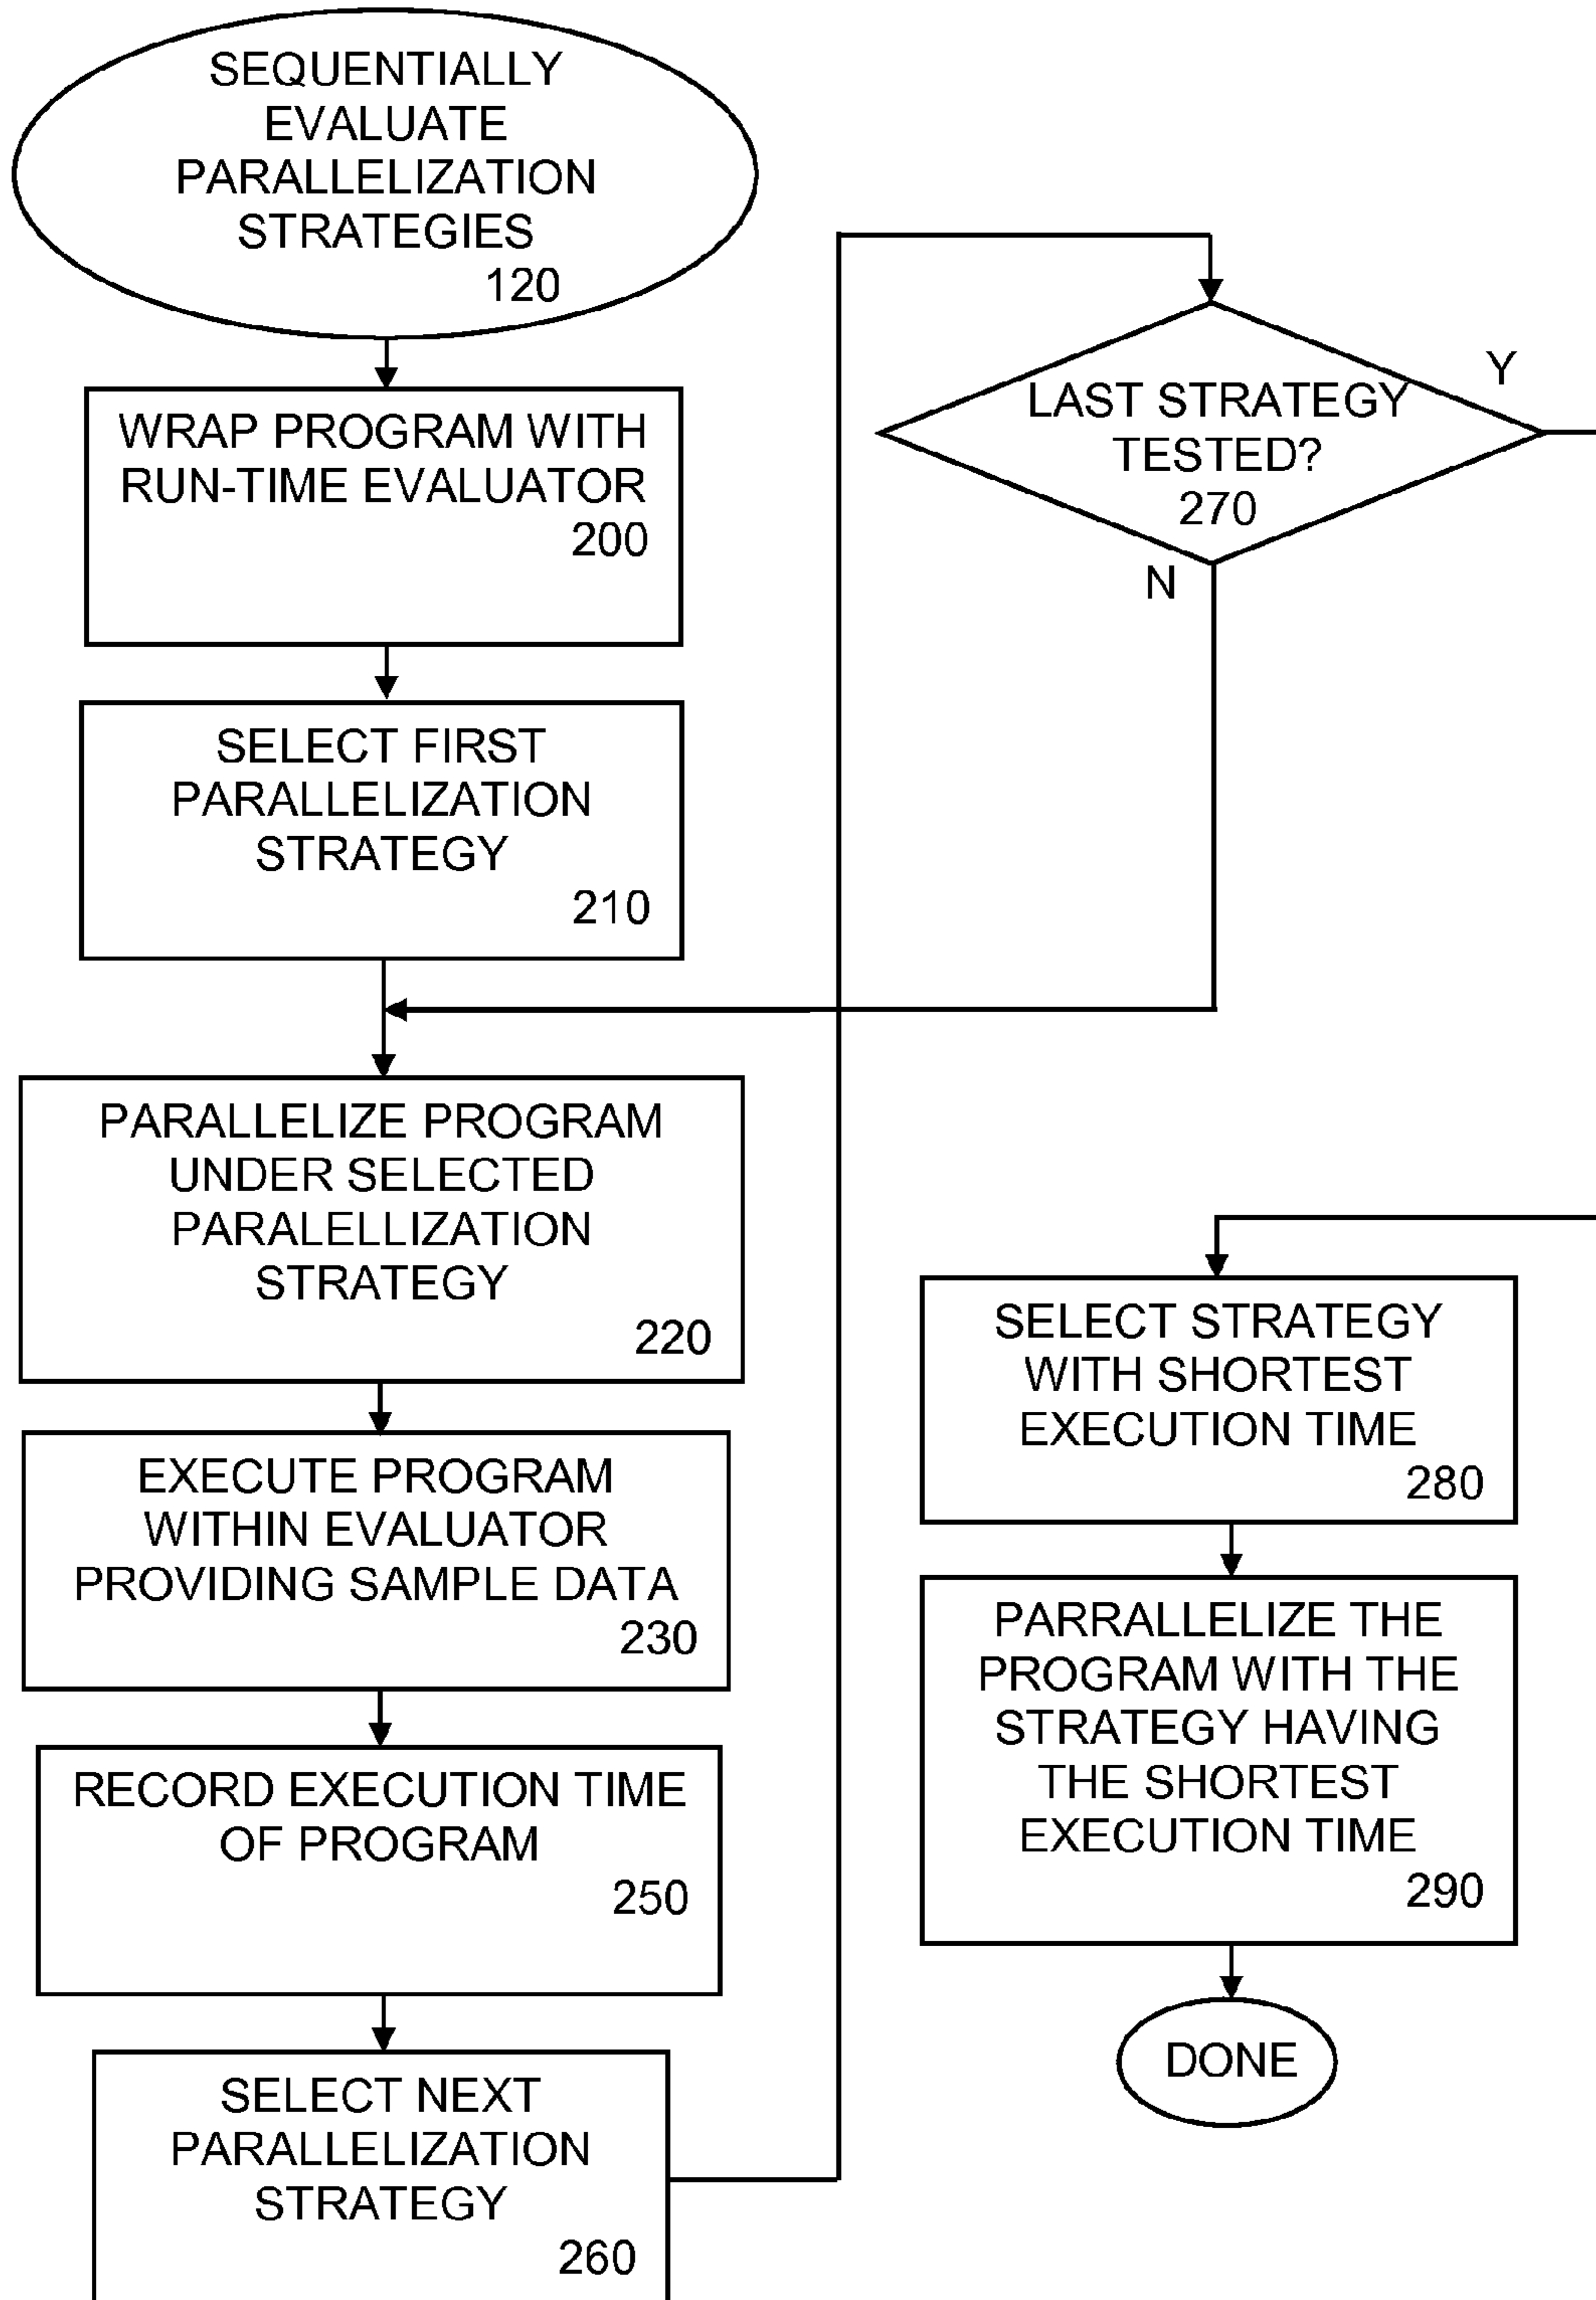 SEQUENTIALLY
EVALUATE
PARALLELIZATION
STRATEGIES
120
WRAP PROGRAM WITH
RUN-TIME EVALUATOR
200
SELECT FIRST
PARALLELIZATION
STRATEGY
210
PARALLELIZE PROGRAM
UNDER SELECTED
PARALELLIZATION
STRATEGY
220
EXECUTE PROGRAM
WITHIN EVALUATOR
PROVIDING SAMPLE DATA
230
RECORD EXECUTION TIME
OF PROGRAM
250
SELECT NEXT
PARALLELIZATION
STRATEGY
260
LAST STRATEGY
TESTED?
270
Y
N
SELECT STRATEGY
WITH SHORTEST
EXECUTION TIME
280
PARRALLELIZE THE
PROGRAM WITH THE
STRATEGY HAVING
THE SHORTEST
EXECUTION TIME
290
DONE